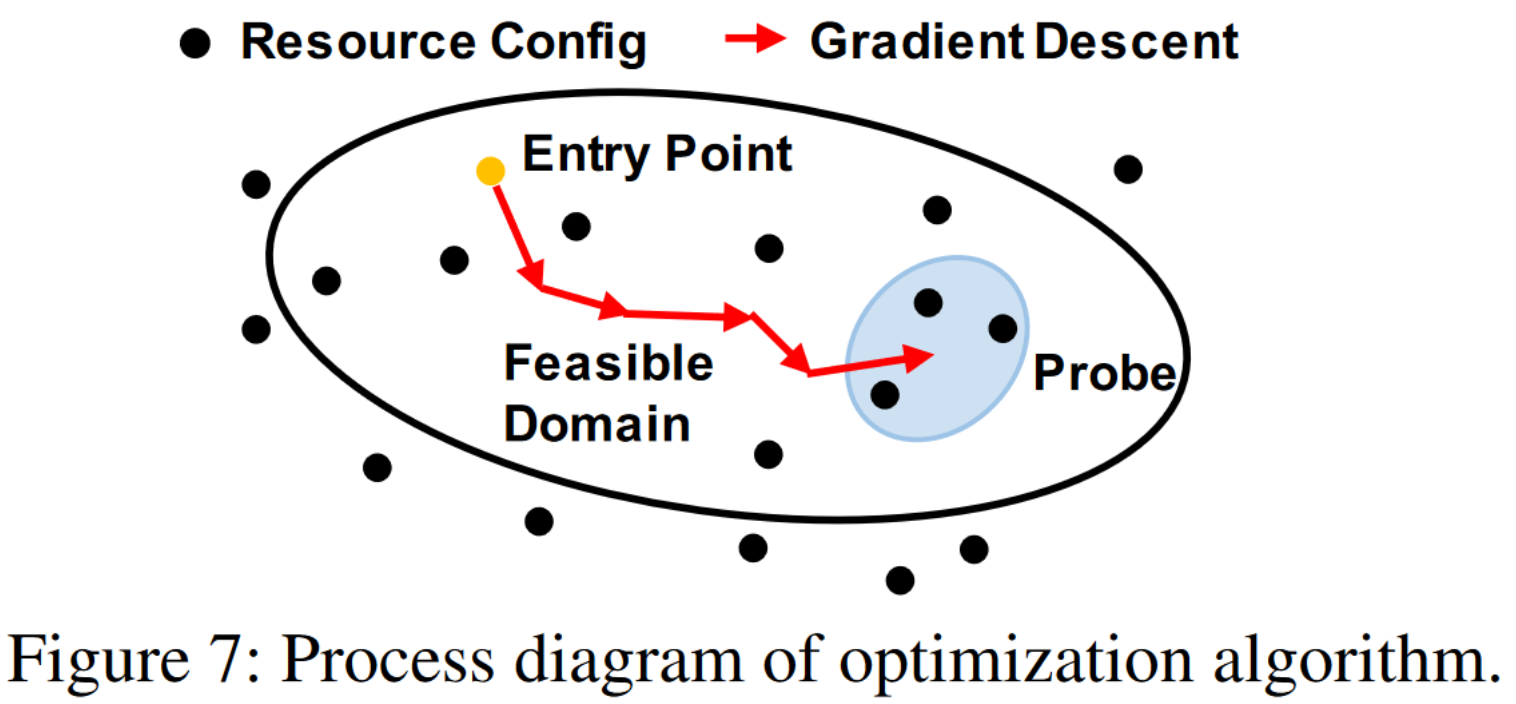 Resource Config
Gradient Descent
Entry Point
Feasible
Domain
Probe
Figure 7: Process diagram of optimization algorithm.